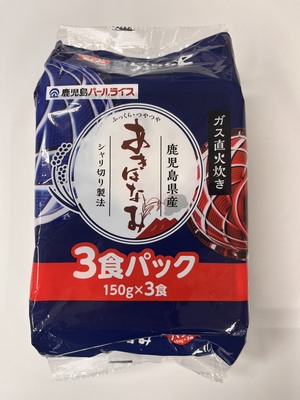 鹿児島パールライス
ガス直火炊き
ふっくら・つやつや
鹿児島県産
あきほなみ
シャリ切り製法
3食パック
150g×3食